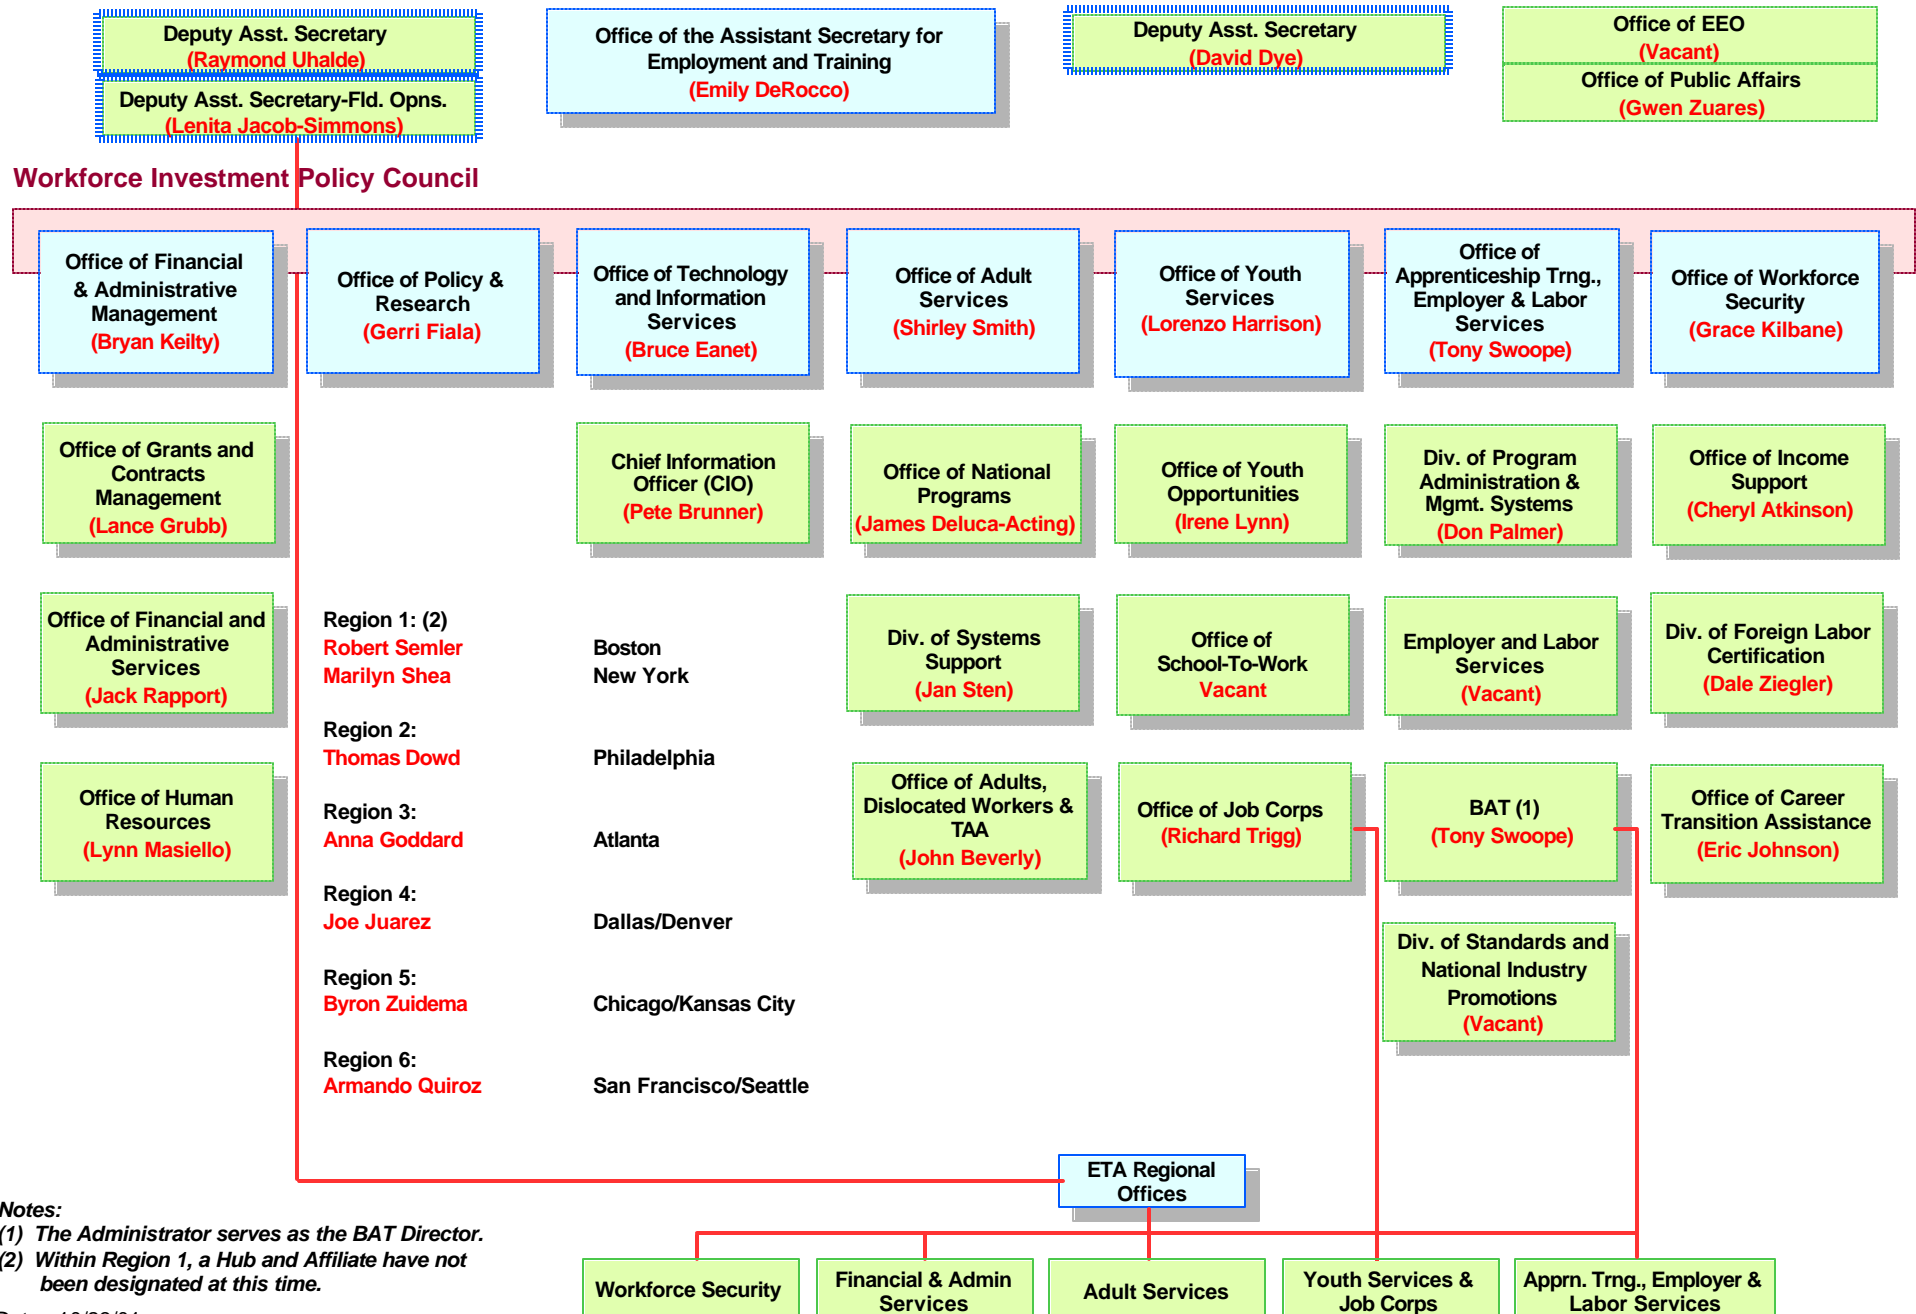 Deputy Asst. Secretary
(Raymond Uhalde)
Deputy Asst. Secretary-Fld. Opns.
(Lenita Jacob-Simmons)
Office of the Assistant Secretary for
Employment and Training
(Emily DeRocco)
Deputy Asst. Secretary
(David Dye)
Office of EEO
(Vacant)
Office of Public Affairs
(Gwen Zuares)
Workforce Investment Policy Council
Office of Financial
& Administrative
Management
(Bryan Keilty)
Office of Policy &
Research
(Gerri Fiala)
Office of Technology
and Information
Services
(Bruce Eanet)
Office of Adult
Services
(Shirley Smith)
Office of Youth
Services
(Lorenzo Harrison)
Office of
Apprenticeship Trng.,
Employer & Labor
Services
(Tony Swoope)
Office of Workforce
Security
(Grace Kilbane)
Office of Grants and
Contracts
Management
(Lance Grubb)
Chief Information
Officer (CIO)
(Pete Brunner)
Office of National
Programs
(James Deluca-Acting)
Office of Youth
Opportunities
(Irene Lynn)
Div. of Program
Administration &
Mgmt. Systems
(Don Palmer)
Office of Income
Support
(Cheryl Atkinson)
Office of Financial and
Administrative
Services
(Jack Rapport)
Div. of Systems
Support
(Jan Sten)
Office of
School-To-Work
Vacant
Employer and Labor
Services
(Vacant)
Div. of Foreign Labor
Certification
(Dale Ziegler)
Office of Human
Resources
(Lynn Masiello)
Office of Adults,
Dislocated Workers &
TAA
(John Beverly)
Office of Job Corps
(Richard Trigg)
BAT (1)
(Tony Swoope)
Office of Career
Transition Assistance
(Eric Johnson)
Div. of Standards and
National Industry
Promotions
(Vacant)
Region 1: (2)
Robert Semler Boston
Marilyn Shea New York
Region 2:
Thomas Dowd Philadelphia
Region 3:
Anna Goddard Atlanta
Region 4:
Joe Juarez Dallas/Denver
Region 5:
Byron Zuidema Chicago/Kansas City
Region 6:
Armando Quiroz San Francisco/Seattle
ETA Regional
Offices
Notes:
(1) The Administrator serves as the BAT Director.
(2) Within Region 1, a Hub and Affiliate have not
been designated at this time.
Workforce Security
Financial & Admin
Services
Adult Services
Youth Services &
Job Corps
Apprn. Trng., Employer &
Labor Services